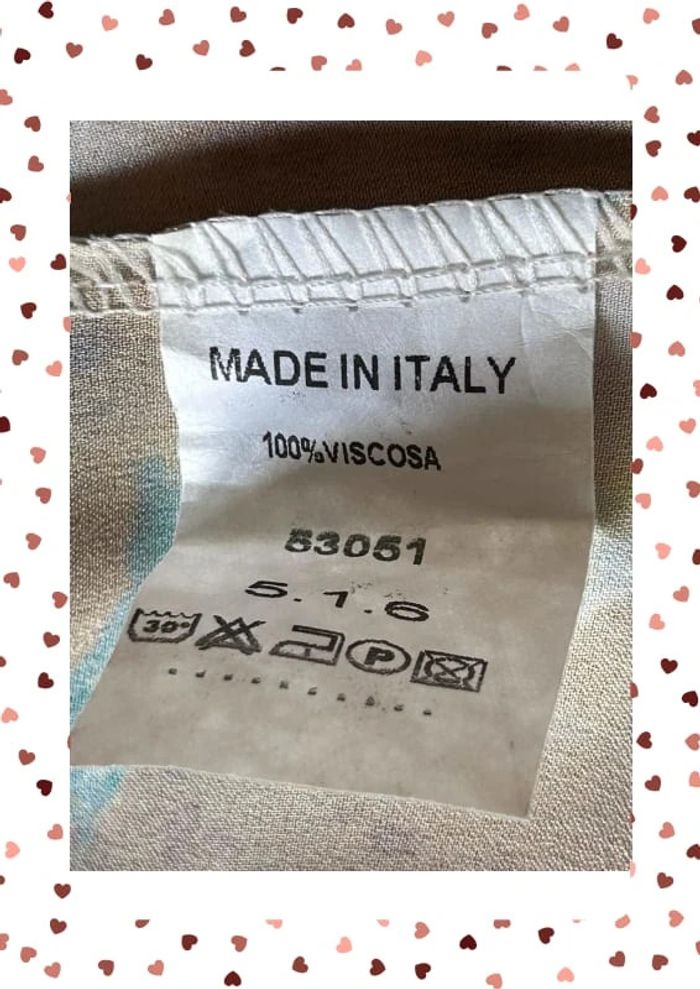 MADE IN ITALY
100%VISCOSA
53051
5.1.6
30°
P